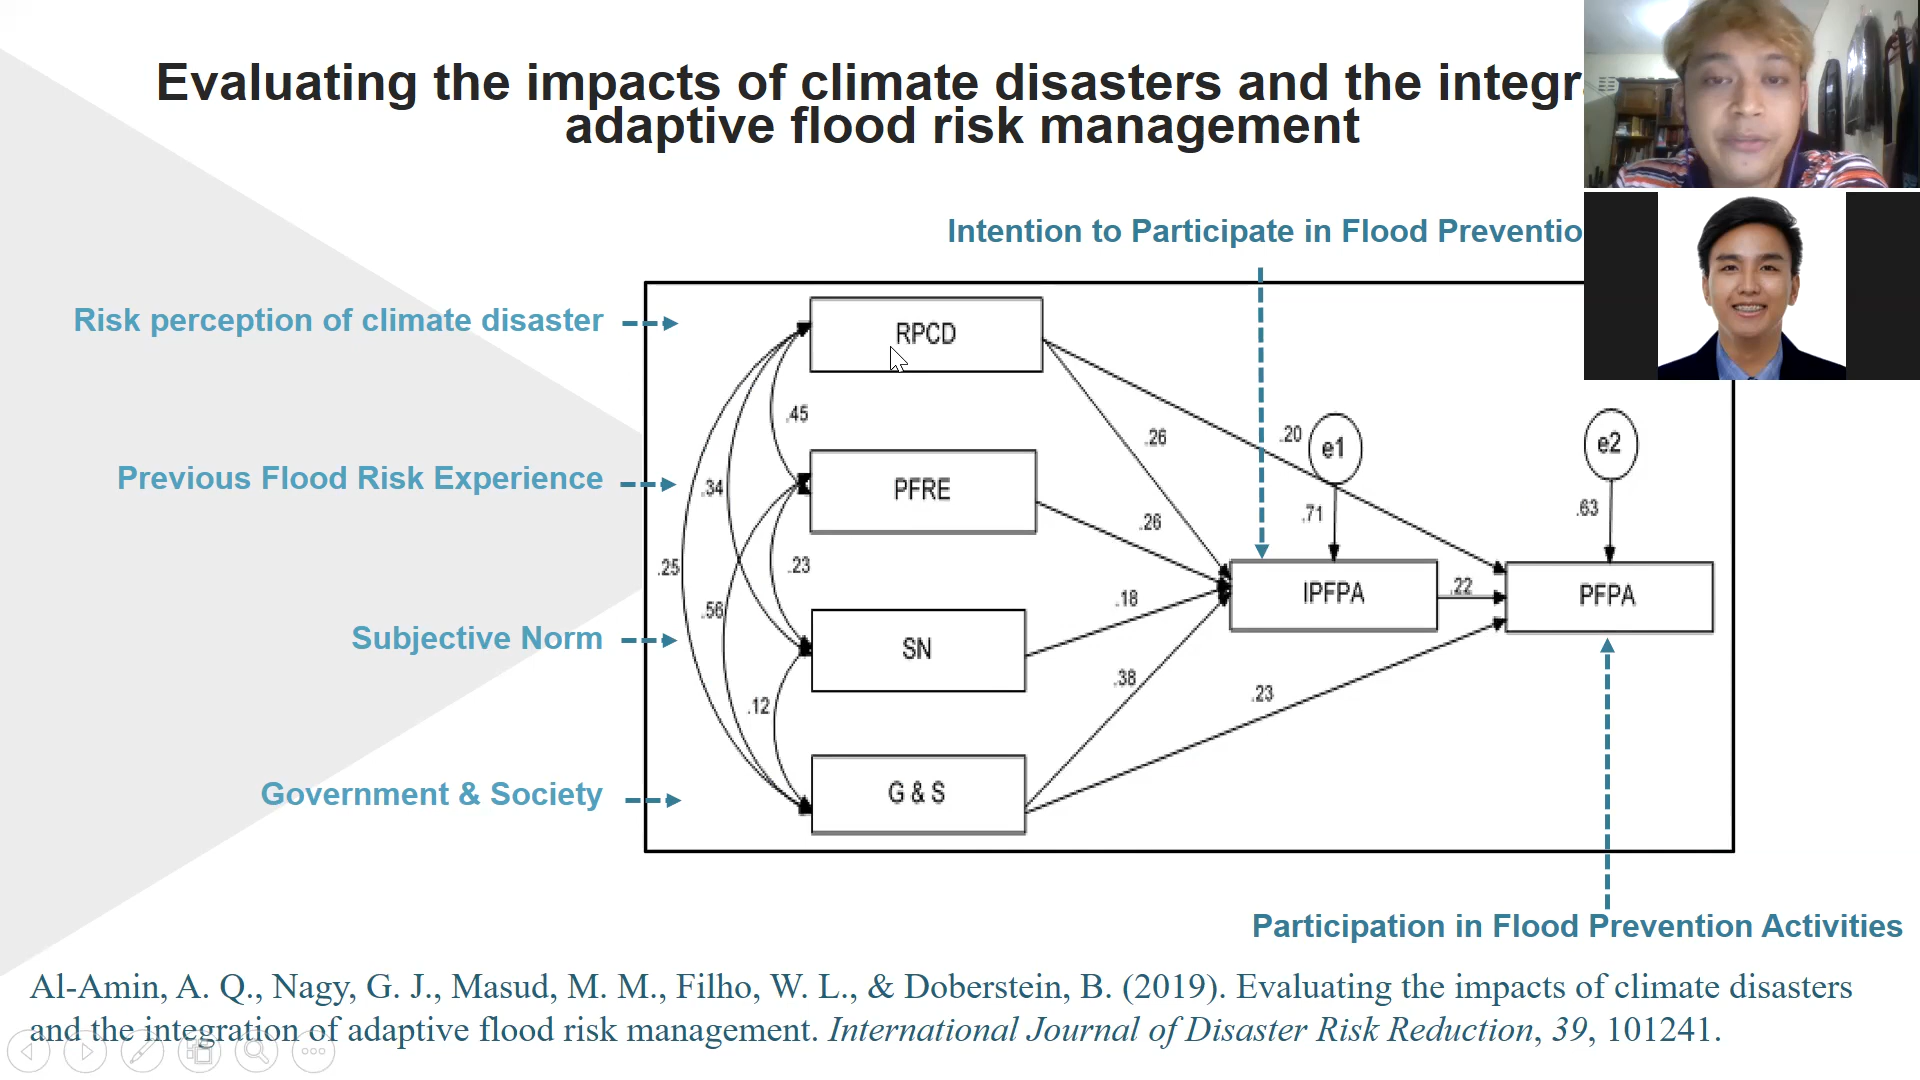 Evaluating the impacts of climate disasters and the integr
adaptive flood risk management
Intention to Participate in Flood Preventio
Risk perception of climate disaster
RPCD
.45
.26
.20
e1
e2
Previous Flood Risk Experience
PFRE
.34
.26
.71
.63
.25
.23
.56
.18
IPFPA
.22
PFPA
Subjective Norm
SN
.38
.23
.12
Government & Society
G & S
Participation in Flood Prevention Activities
Al-Amin, A. Q., Nagy, G. J., Masud, M. M., Filho, W. L., & Doberstein, B. (2019). Evaluating the impacts of climate disasters
and the integration of adaptive flood risk management. International Journal of Disaster Risk Reduction, 39, 101241.